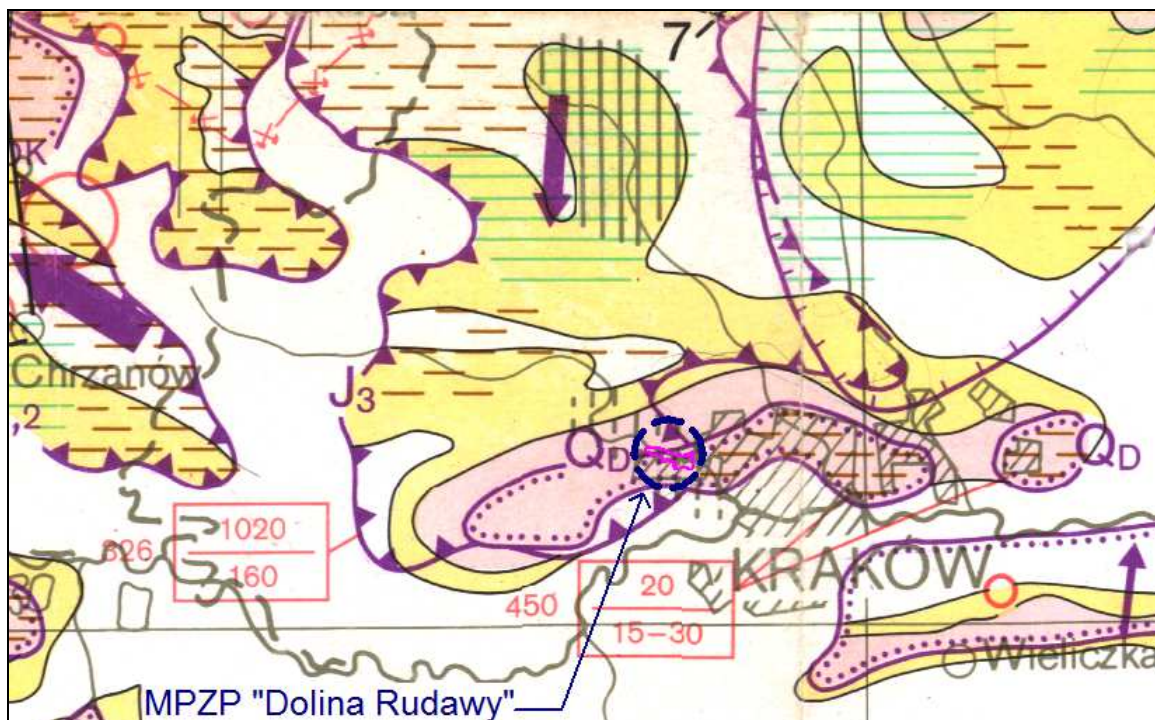 7
Chrzanów
,2
J3
QD
QD
326
1020
160
KRAKÓW
450
20
15-30
Wieliczka
MPZP "Dolina Rudawy"